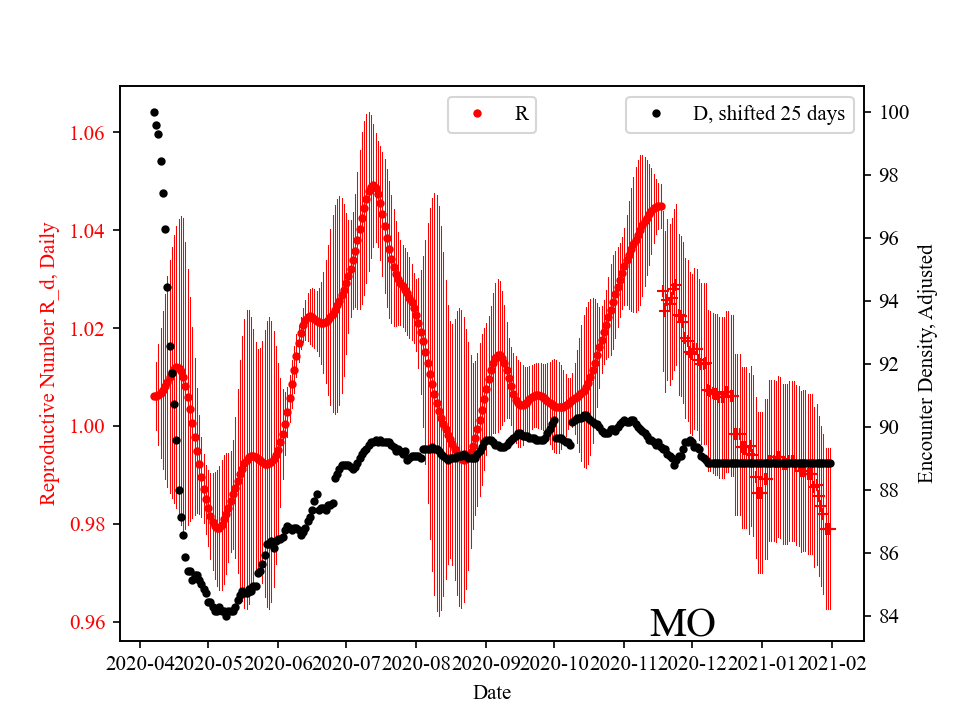 R
D, shifted 25 days
1.06
1.04
1.02
1.00
0.98
0.96
Reproductive Number R_d, Daily
100
98
96
94
92
90
88
86
84
Encounter Density, Adjusted
MO
2020-04 2020-05 2020-06 2020-07 2020-08 2020-09 2020-10 2020-11 2020-12 2021-01 2021-02
Date